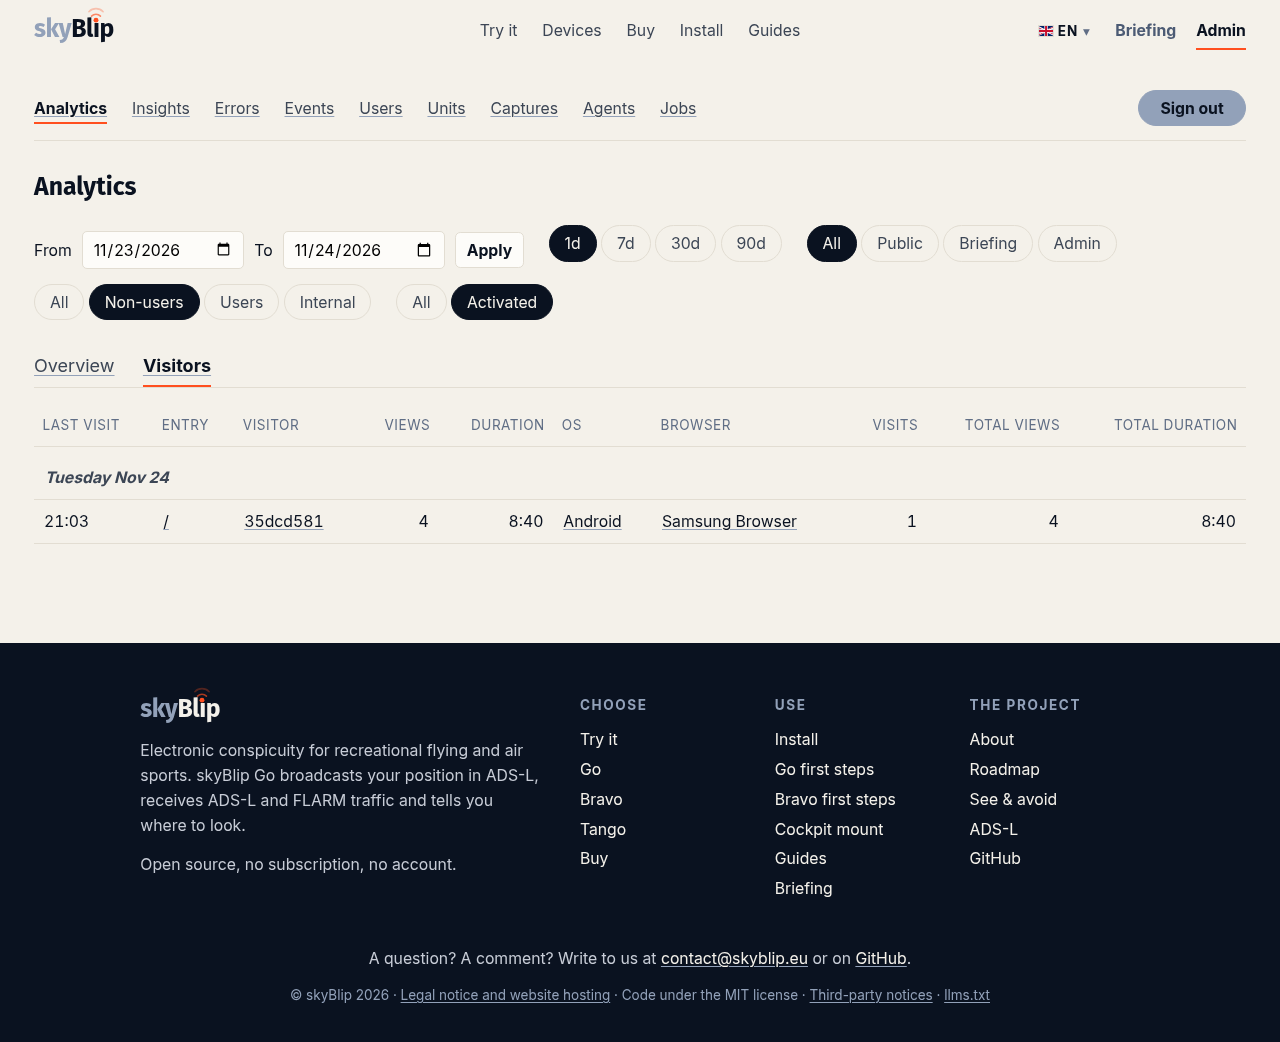 skyBlip
Try it Devices Buy Install Guides
EN ▾ Briefing Admin
Analytics Insights Errors Events Users Units Captures Agents Jobs
Sign out
Analytics
From 11/23/2026 To 11/24/2026 Apply 1d 7d 30d 90d All Public Briefing Admin
All Non-users Users Internal All Activated
Overview Visitors
LAST VISIT ENTRY VISITOR VIEWS DURATION OS BROWSER VISITS TOTAL VIEWS TOTAL DURATION
Tuesday Nov 24
21:03 / 35dcd581 4 8:40 Android Samsung Browser 1 4 8:40
skyBlip
Electronic conspicuity for recreational flying and air
sports. skyBlip Go broadcasts your position in ADS-L,
receives ADS-L and FLARM traffic and tells you
where to look.
Open source, no subscription, no account.
CHOOSE
Try it
Go
Bravo
Tango
Buy
USE
Install
Go first steps
Bravo first steps
Cockpit mount
Guides
Briefing
THE PROJECT
About
Roadmap
See & avoid
ADS-L
GitHub
A question? A comment? Write to us at contact@skyblip.eu or on GitHub.
© skyBlip 2026 · Legal notice and website hosting · Code under the MIT license · Third-party notices · llms.txt